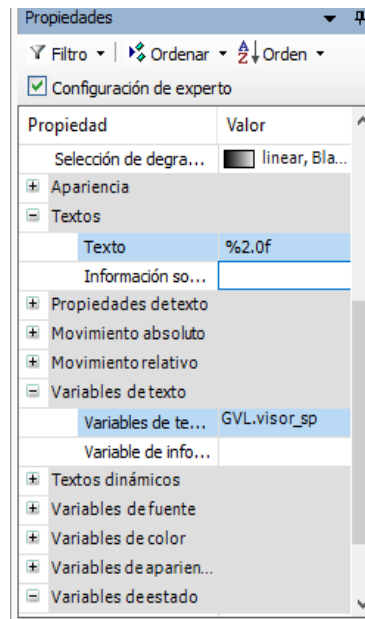 Propiedades
Filtro Ordenar Orden
Configuración de experto
Propiedad Valor
Selección de degra... linear, Bla...
Apariencia
Textos
Texto %2.0f
Información so...
Propiedades de texto
Movimiento absoluto
Movimiento relativo
Variables de texto
Variables de te... GVL.visor_sp
Variable de info...
Textos dinámicos
Variables de fuente
Variables de color
Variables de aparien...
Variables de estado